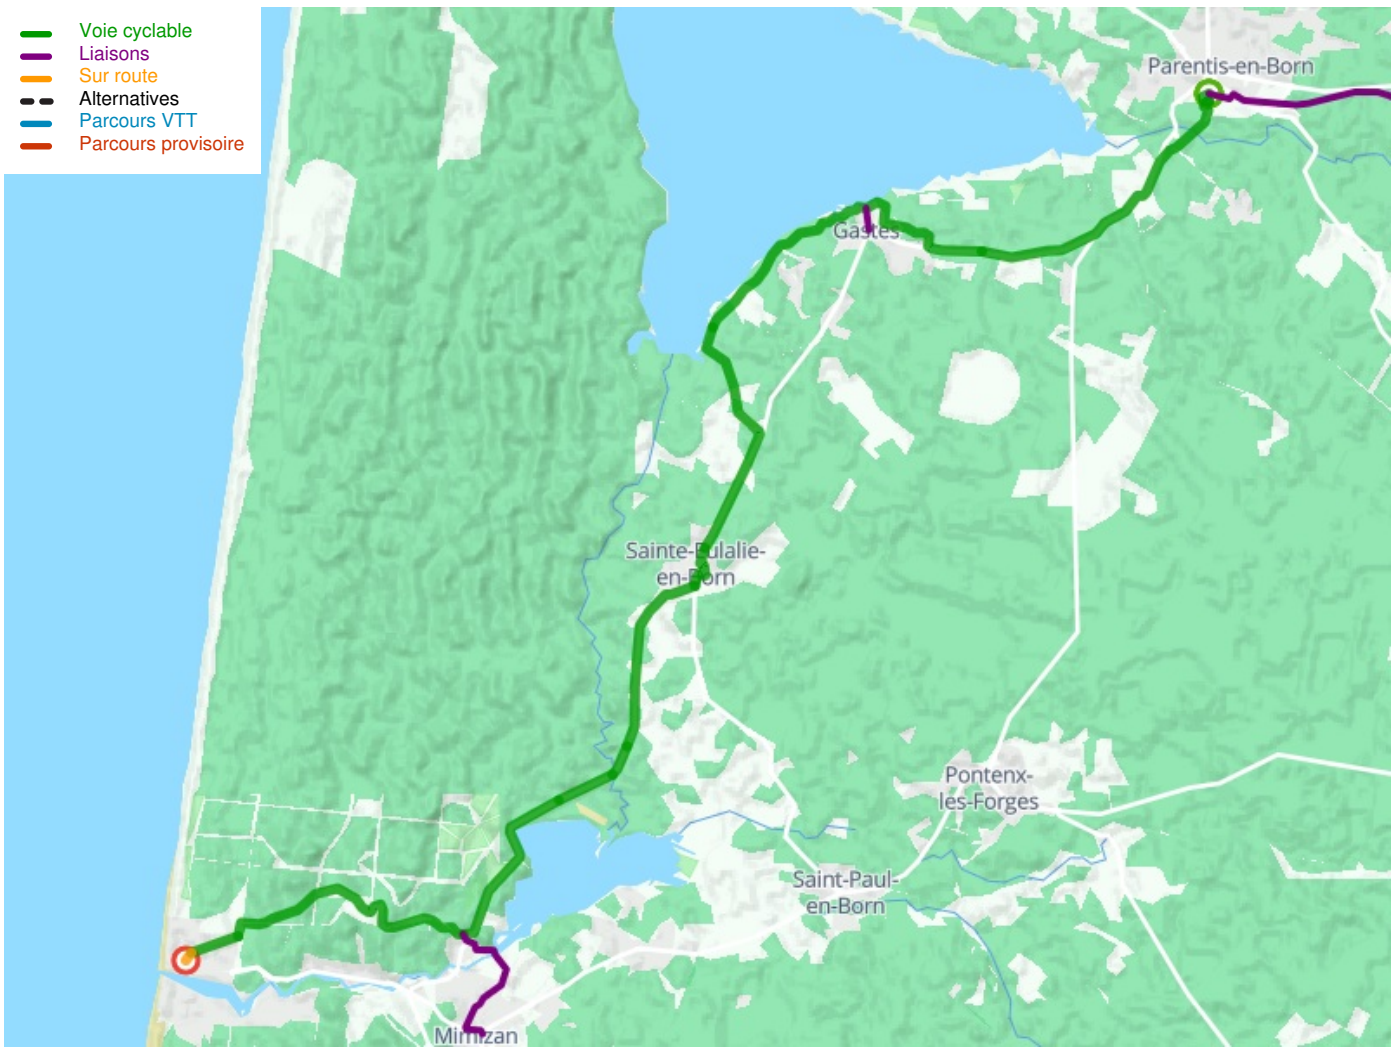 Voie cyclable
Liaisons
Sur route
Alternatives
Parcours VTT
Parcours provisoire
Parentis-en-Born
Gastes
Sainte-Eulalie-
en-Born
Pontenx-
les-Forges
Saint-Paul-
en-Born
Mimizan